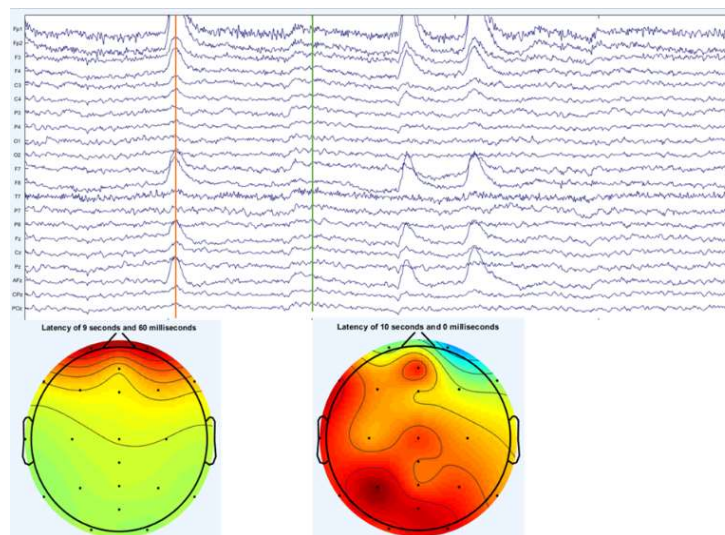 Fp1
Fp2
F3
F4
C3
C4
P3
P4
O1
O2
F7
F8
T7
P7
P8
Fz
Cz
Pz
AFz
CPz
POz
Latency of 9 seconds and 60 milliseconds
Latency of 10 seconds and 0 milliseconds